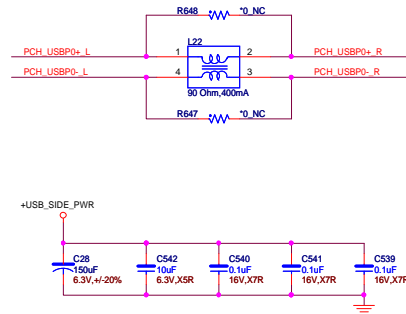 R648 *0_NC
L22
PCH_USBP0+_L 1 2 PCH_USBP0+_R
PCH_USBP0-_L 4 3 PCH_USBP0-_R
90 Ohm,400mA
R647 *0_NC
+USB_SIDE_PWR
C28 C542 C540 C541 C539
150uF 10uF 0.1uF 0.1uF 0.1uF
6.3V,+/-20% 6.3V,X5R 16V,X7R 16V,X7R 16V,X7R